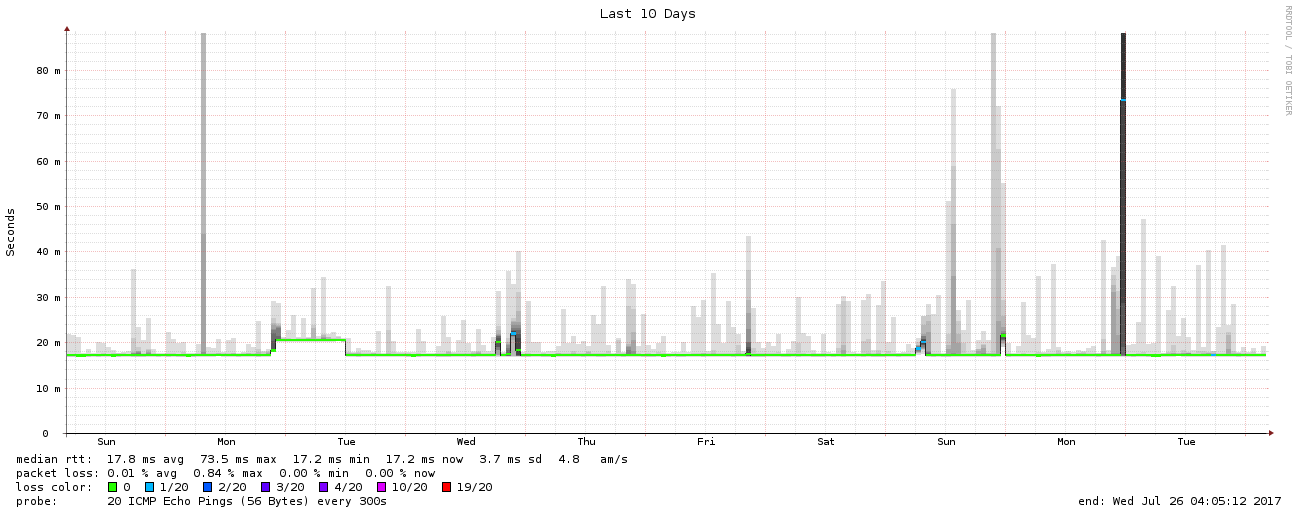 Last 10 Days
RRDTOOL / TOBI OETIKER
Seconds
80 m
70 m
60 m
50 m
40 m
30 m
20 m
10 m
0
Sun Mon Tue Wed Thu Fri Sat Sun Mon Tue
median rtt: 17.8 ms avg 73.5 ms max 17.2 ms min 17.2 ms now 3.7 ms sd 4.8 am/s
packet loss: 0.01 % avg 0.84 % max 0.00 % min 0.00 % now
loss color: 0 1/20 2/20 3/20 4/20 10/20 19/20
probe: 20 ICMP Echo Pings (56 Bytes) every 300s end: Wed Jul 26 04:05:12 2017